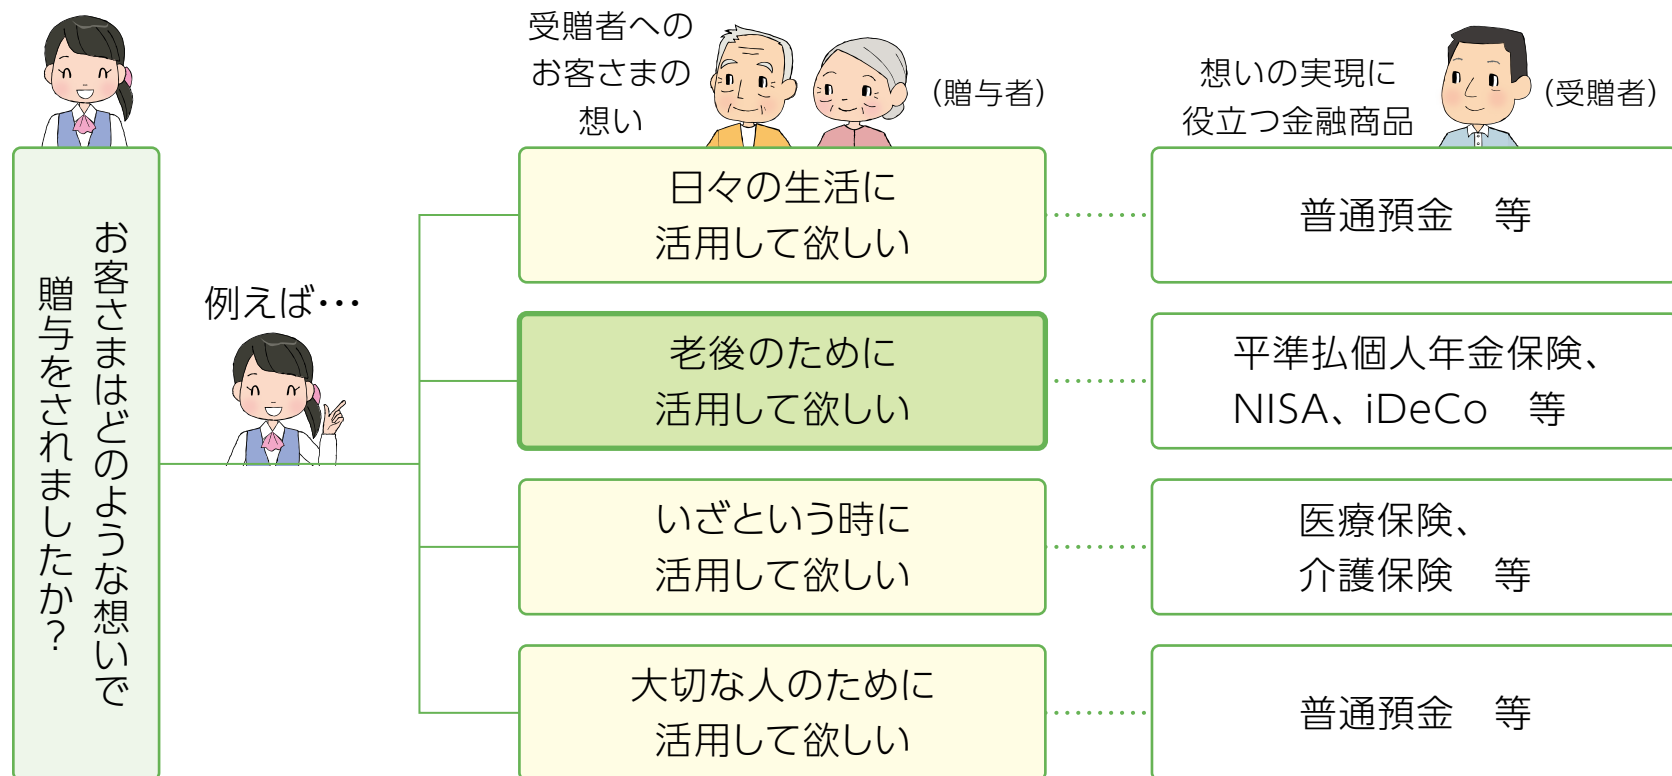 お客さまはどのような想いで
贈与をされましたか？
例えば・・・
受贈者への
お客さまの
想い
（贈与者）
想いの実現に
役立つ金融商品
（受贈者）
日々の生活に
活用して欲しい
普通預金　等
老後のために
活用して欲しい
平準払個人年金保険、
NISA、iDeCo　等
いざという時に
活用して欲しい
医療保険、
介護保険　等
大切な人のために
活用して欲しい
普通預金　等